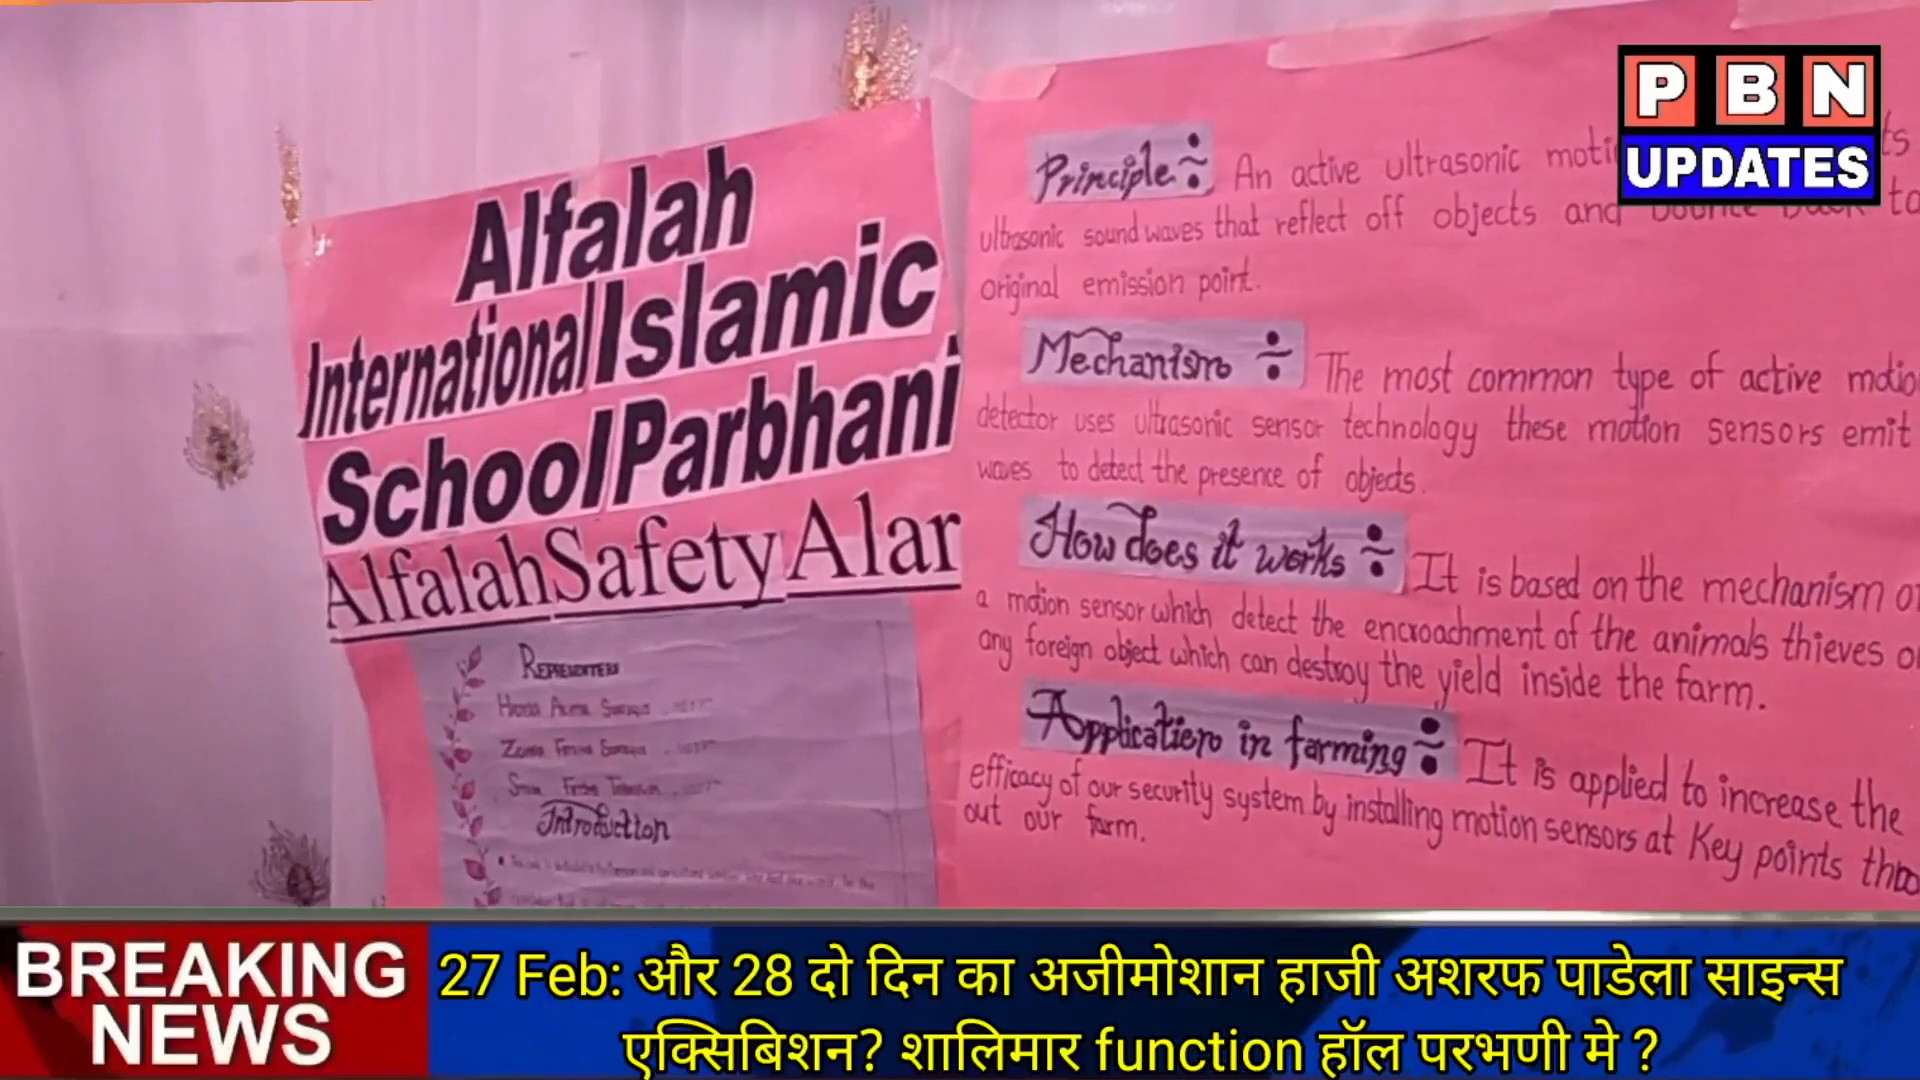 PBN
UPDATES
Alfalah
International Islamic
School Parbhani
Alfalah Safety Alar
REPRESENTERS
Introduction
Principle ÷ An active ultrasonic moti
ultrasonic sound waves that reflect off objects and bounce back to
original emission point.
Mechanism ÷ The most common type of active motio
detector uses ultrasonic sensor technology these motion sensors emit
waves to detect the presence of objects.
How does it works ÷ It is based on the mechanism of
a motion sensor which detect the encroachment of the animals thieves or
any foreign object which can destroy the yield inside the farm.
Application in farming ÷ It is applied to increase the
efficacy of our security system by installing motion sensors at Key points throo
out our farm.
BREAKING
NEWS
27 Feb: और 28 दो दिन का अजीमोशान हाजी अशरफ पाडेला साइन्स
एक्सिबिशन? शालिमार function हॉल परभणी मे ?